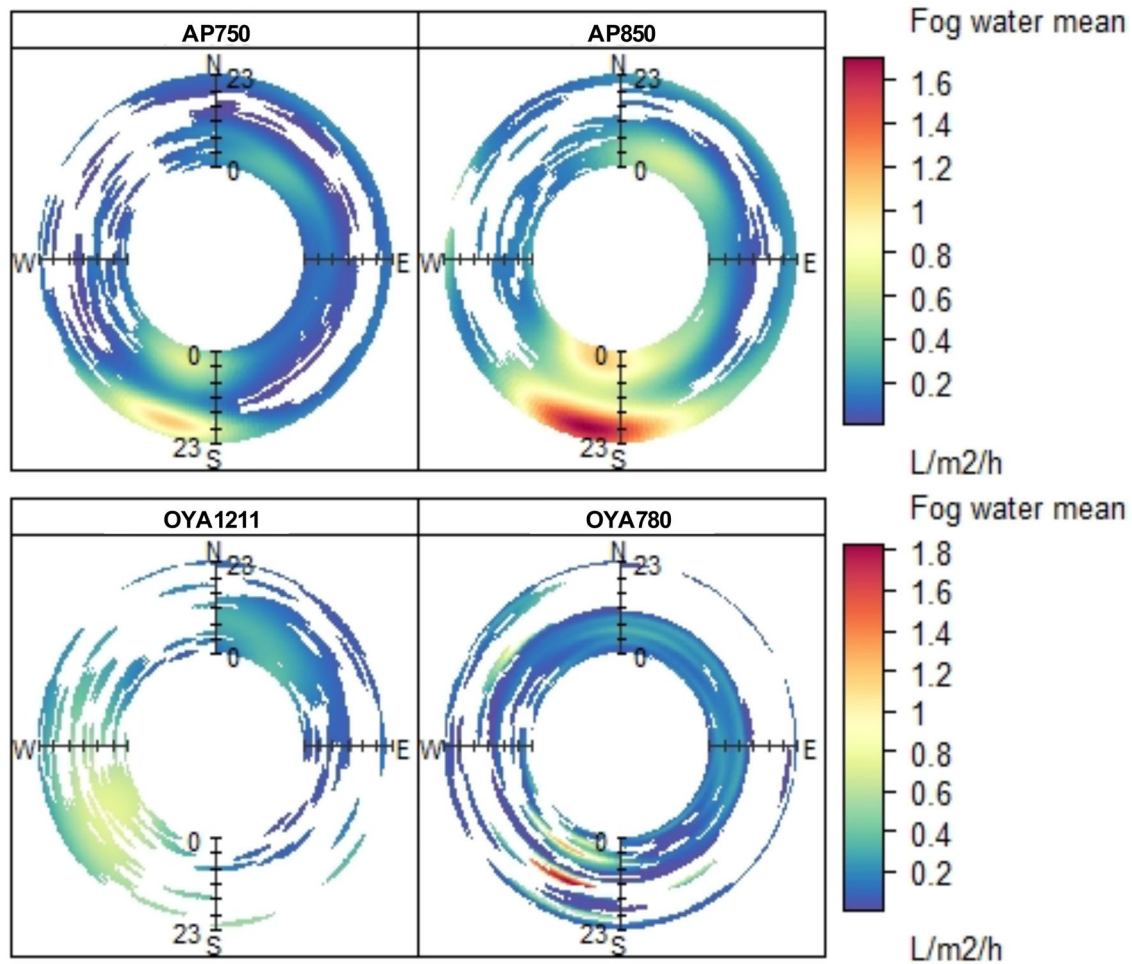 AP750
AP850
Fog water mean
N
23
0
W
E
0
23
S
N
23
0
W
E
0
23
S
1.6
1.4
1.2
1
0.8
0.6
0.4
0.2
L/m2/h
OYA1211
OYA780
Fog water mean
N
23
0
W
E
0
23
S
N
23
0
W
E
0
23
S
1.8
1.6
1.4
1.2
1
0.8
0.6
0.4
0.2
L/m2/h